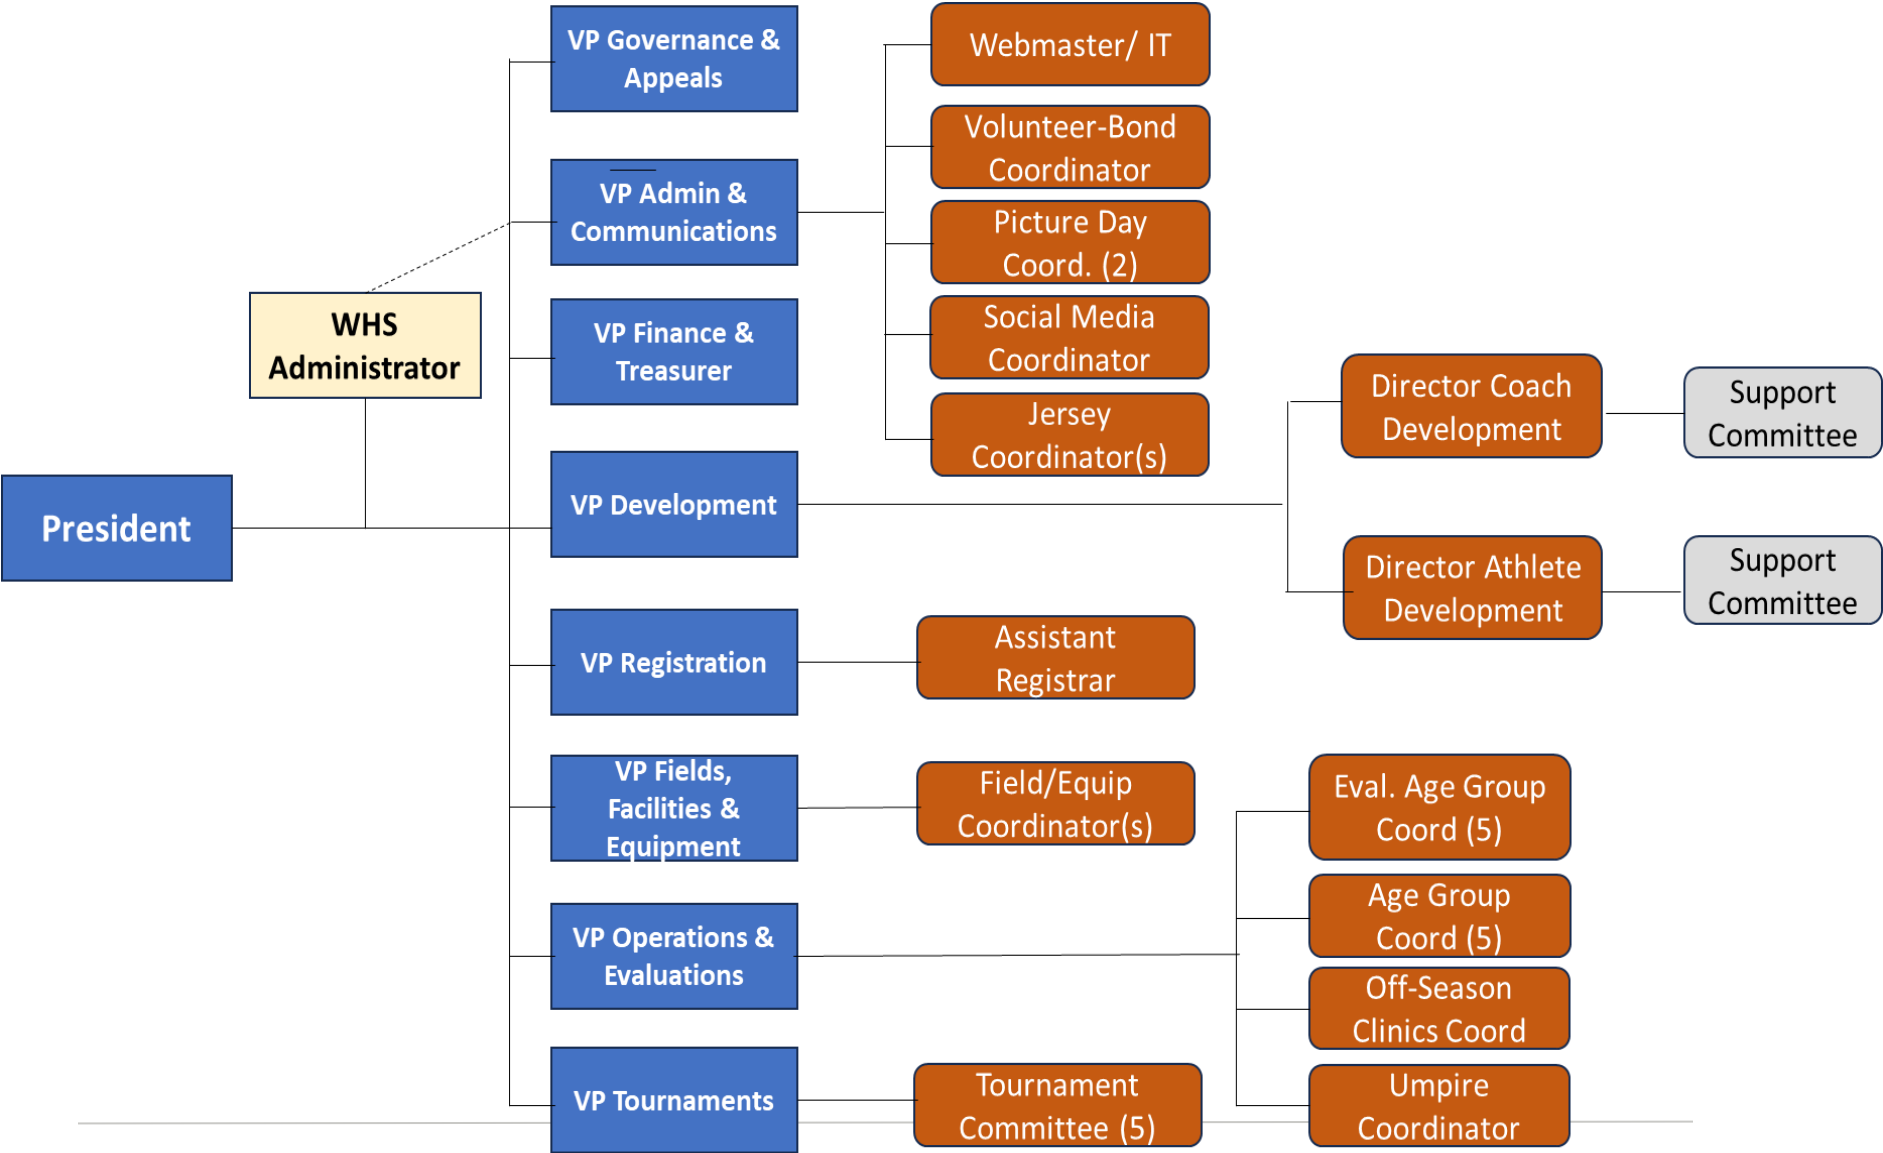 President
WHS
Administrator
VP Governance &
Appeals
VP Admin &
Communications
VP Finance &
Treasurer
VP Development
VP Registration
VP Fields,
Facilities &
Equipment
VP Operations &
Evaluations
VP Tournaments
Webmaster/ IT
Volunteer-Bond
Coordinator
Picture Day
Coord. (2)
Social Media
Coordinator
Jersey
Coordinator(s)
Assistant
Registrar
Field/Equip
Coordinator(s)
Tournament
Committee (5)
Director Coach
Development
Director Athlete
Development
Eval. Age Group
Coord (5)
Age Group
Coord (5)
Off-Season
Clinics Coord
Umpire
Coordinator
Support
Committee
Support
Committee